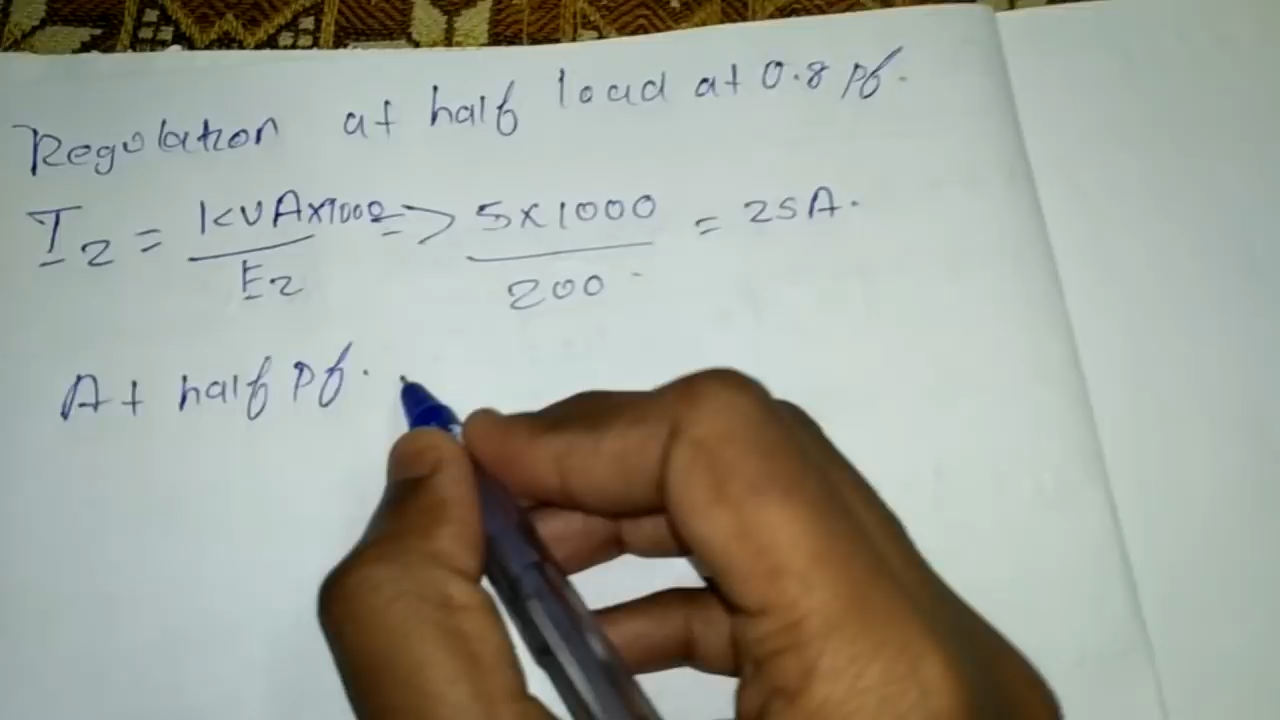 Regulation at half load at 0.8 pf.
I2 = KVA×1000/E2 => 5×1000/200 = 25A.
At half pf.